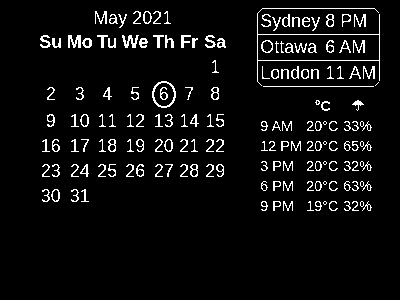 May 2021
Su Mo Tu We Th Fr Sa
1
2 3 4 5 6 7 8
9 10 11 12 13 14 15
16 17 18 19 20 21 22
23 24 25 26 27 28 29
30 31
Sydney 8 PM
Ottawa 6 AM
London 11 AM
°C
9 AM 20°C 33%
12 PM 20°C 65%
3 PM 20°C 32%
6 PM 20°C 63%
9 PM 19°C 32%